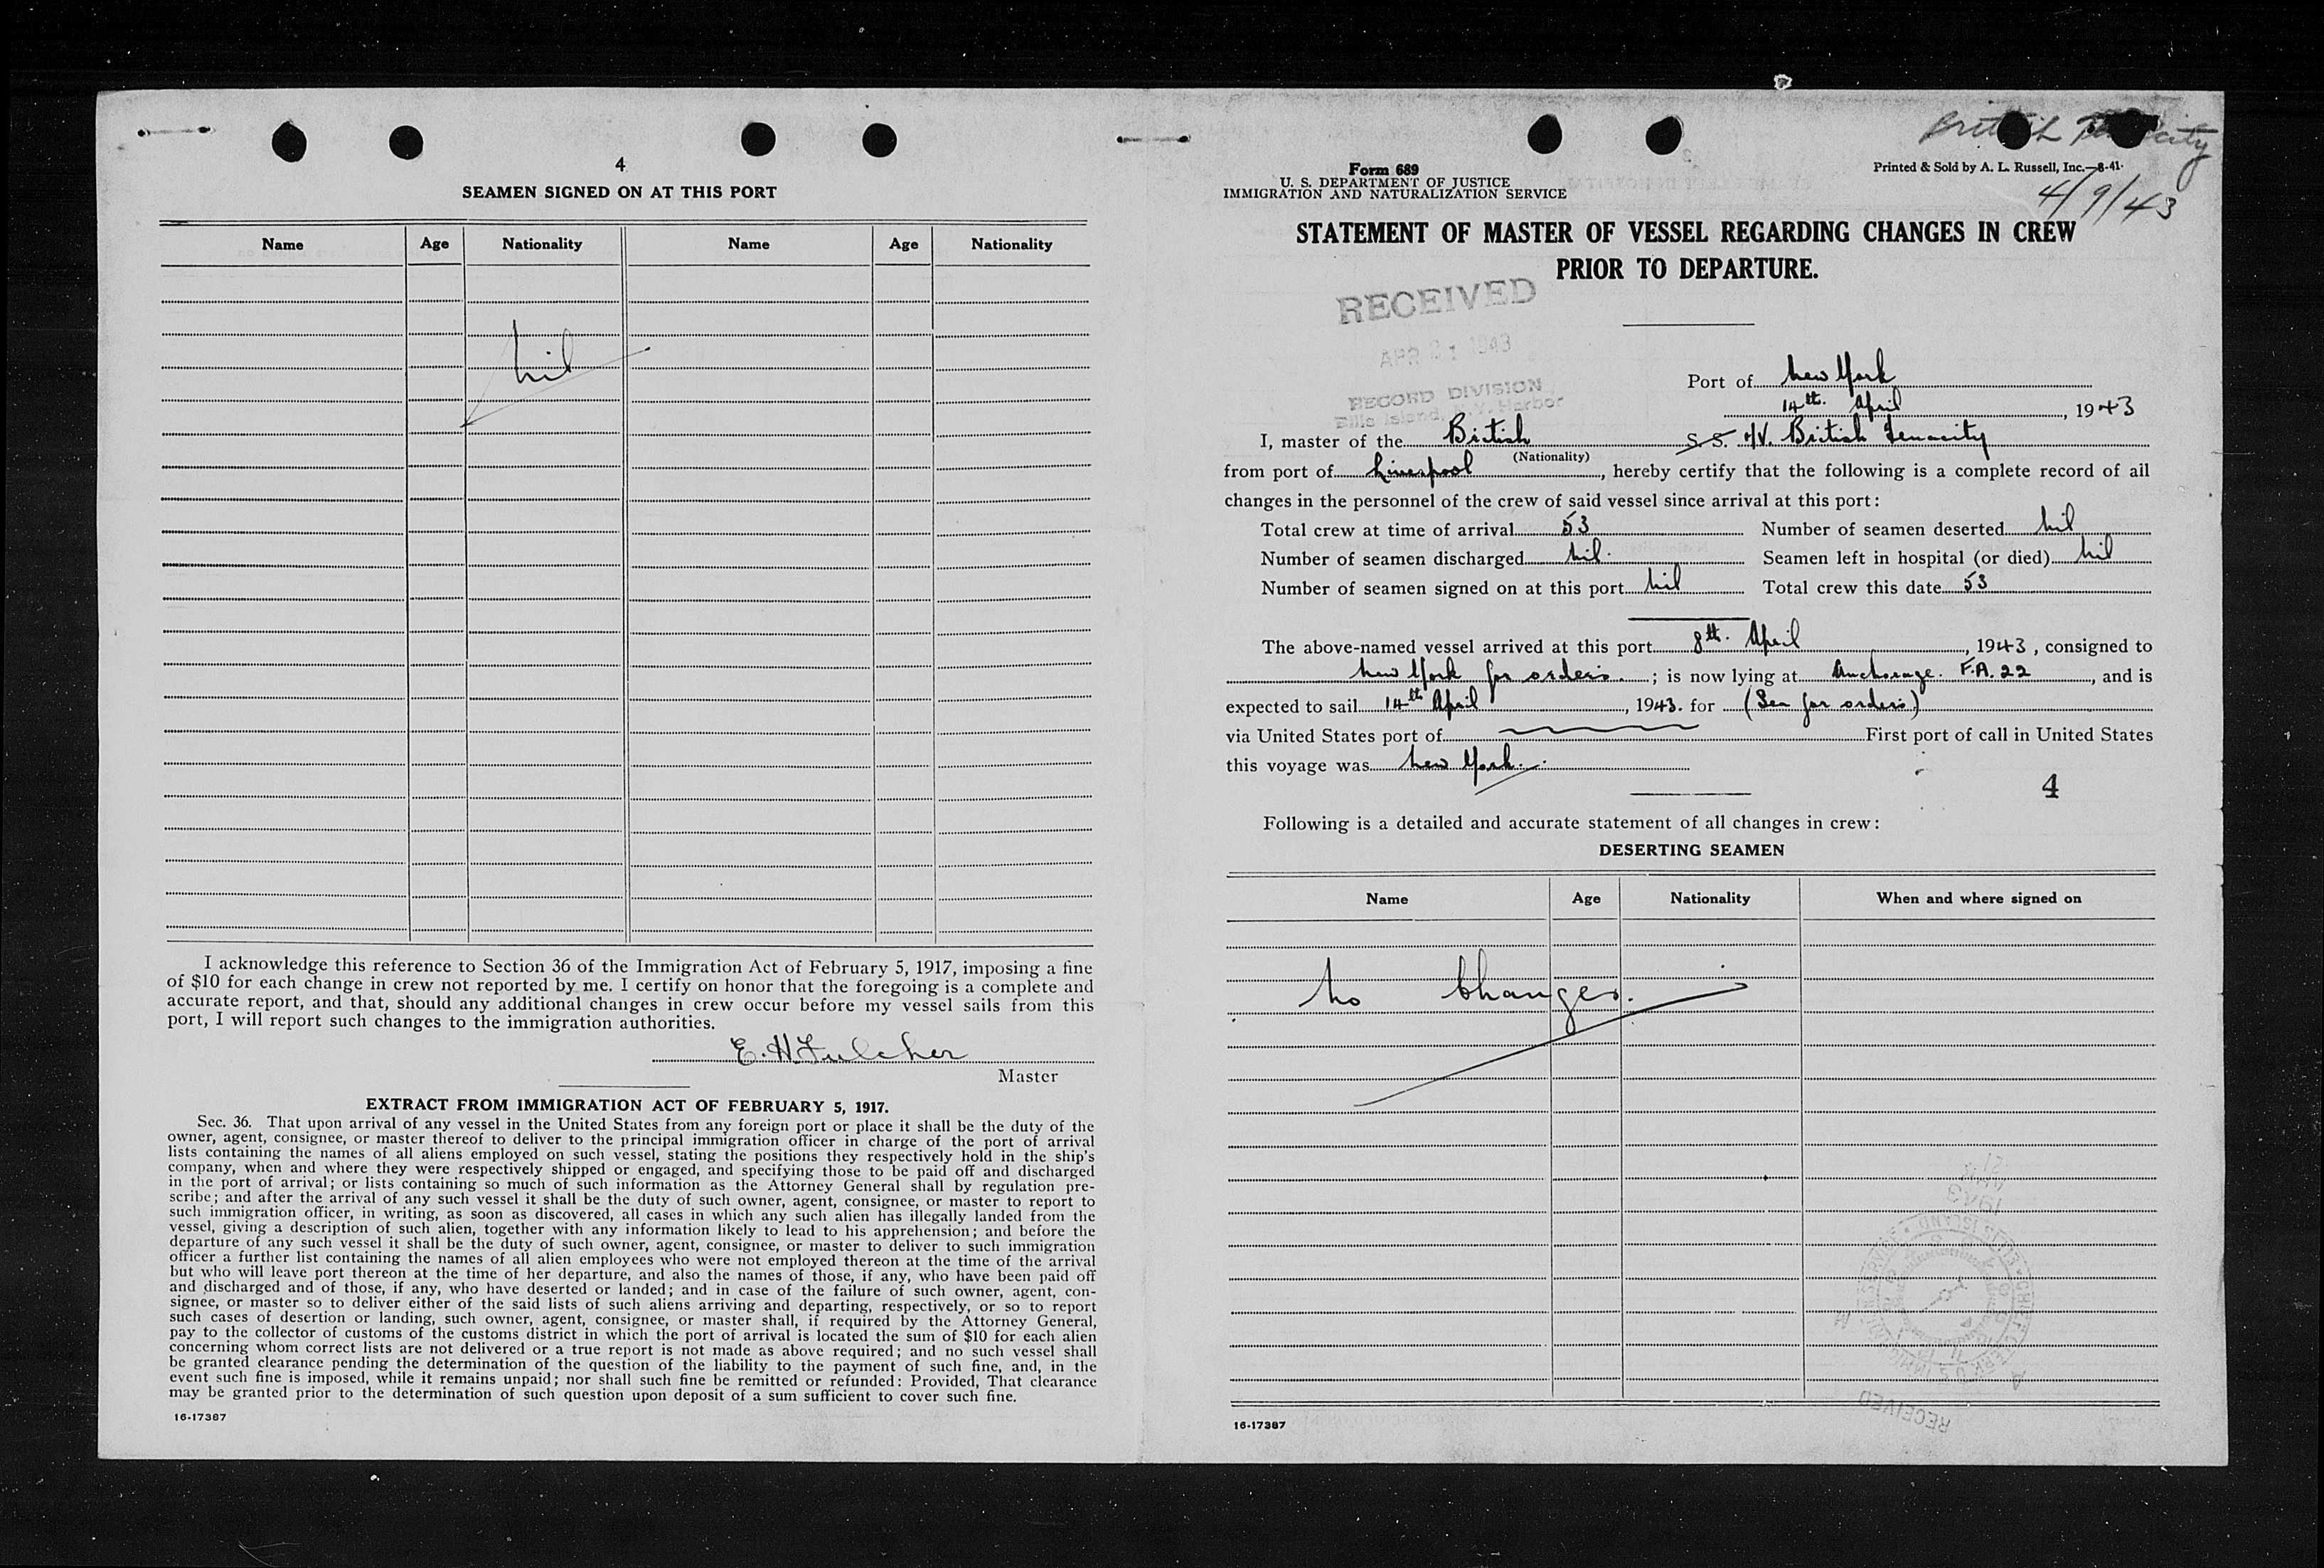 4
SEAMEN SIGNED ON AT THIS PORT
Name Age Nationality Name Age Nationality
Nil
I acknowledge this reference to Section 36 of the Immigration Act of February 5, 1917, imposing a fine
of $10 for each change in crew not reported by me. I certify on honor that the foregoing is a complete and
accurate report, and that, should any additional changes in crew occur before my vessel sails from this
port, I will report such changes to the immigration authorities.
E. H. Fulcher
Master
EXTRACT FROM IMMIGRATION ACT OF FEBRUARY 5, 1917.
Sec. 36. That upon arrival of any vessel in the United States from any foreign port or place it shall be the duty of the
owner, agent, consignee, or master thereof to deliver to the principal immigration officer in charge of the port of arrival
lists containing the names of all aliens employed on such vessel, stating the positions they respectively hold in the ship's
company, when and where they were respectively shipped or engaged, and specifying those to be paid off and discharged
in the port of arrival; or lists containing so much of such information as the Attorney General shall by regulation pre-
scribe; and after the arrival of any such vessel it shall be the duty of such owner, agent, consignee, or master to report to
such immigration officer, in writing, as soon as discovered, all cases in which any such alien has illegally landed from the
vessel, giving a description of such alien, together with any information likely to lead to his apprehension; and before the
departure of any such vessel it shall be the duty of such owner, agent, consignee, or master to deliver to such immigration
officer a further list containing the names of all alien employees who were not employed thereon at the time of the arrival
but who will leave port thereon at the time of her departure, and also the names of those, if any, who have been paid off
and discharged and of those, if any, who have deserted or landed; and in case of the failure of such owner, agent, con-
signee, or master so to deliver either of the said lists of such aliens arriving and departing, respectively, or so to report
such cases of desertion or landing, such owner, agent, consignee, or master shall, if required by the Attorney General,
pay to the collector of customs of the customs district in which the port of arrival is located the sum of $10 for each alien
concerning whom correct lists are not delivered or a true report is not made as above required; and no such vessel shall
be granted clearance pending the determination of the question of the liability to the payment of such fine, and, in the
event such fine is imposed, while it remains unpaid; nor shall such fine be remitted or refunded: Provided, That clearance
may be granted prior to the determination of such question upon deposit of a sum sufficient to cover such fine.
16-17387
British Tenacity
Form 689
U. S. DEPARTMENT OF JUSTICE
IMMIGRATION AND NATURALIZATION SERVICE
Printed & Sold by A. L. Russell, Inc.—8-41
4/9/43
STATEMENT OF MASTER OF VESSEL REGARDING CHANGES IN CREW
PRIOR TO DEPARTURE.
RECEIVED
APR 21 1943
RECORD DIVISION
Ellis Island, N. Y. Harbor
Port of New York
14th April, 1943
I, master of the British S. S. M/V. British Tenacity
(Nationality)
from port of Liverpool, hereby certify that the following is a complete record of all
changes in the personnel of the crew of said vessel since arrival at this port:
Total crew at time of arrival 53 Number of seamen deserted Nil
Number of seamen discharged Nil. Seamen left in hospital (or died) Nil
Number of seamen signed on at this port Nil Total crew this date 53
The above-named vessel arrived at this port 8th. April, 1943, consigned to
New York for orders.; is now lying at Anchorage. F.A. 22, and is
expected to sail 14th April, 1943. for (Sea for orders)
via United States port of First port of call in United States
this voyage was New York.
4
Following is a detailed and accurate statement of all changes in crew:
DESERTING SEAMEN
Name Age Nationality When and where signed on
No Changes.
1943
RECEIVED
16-17387